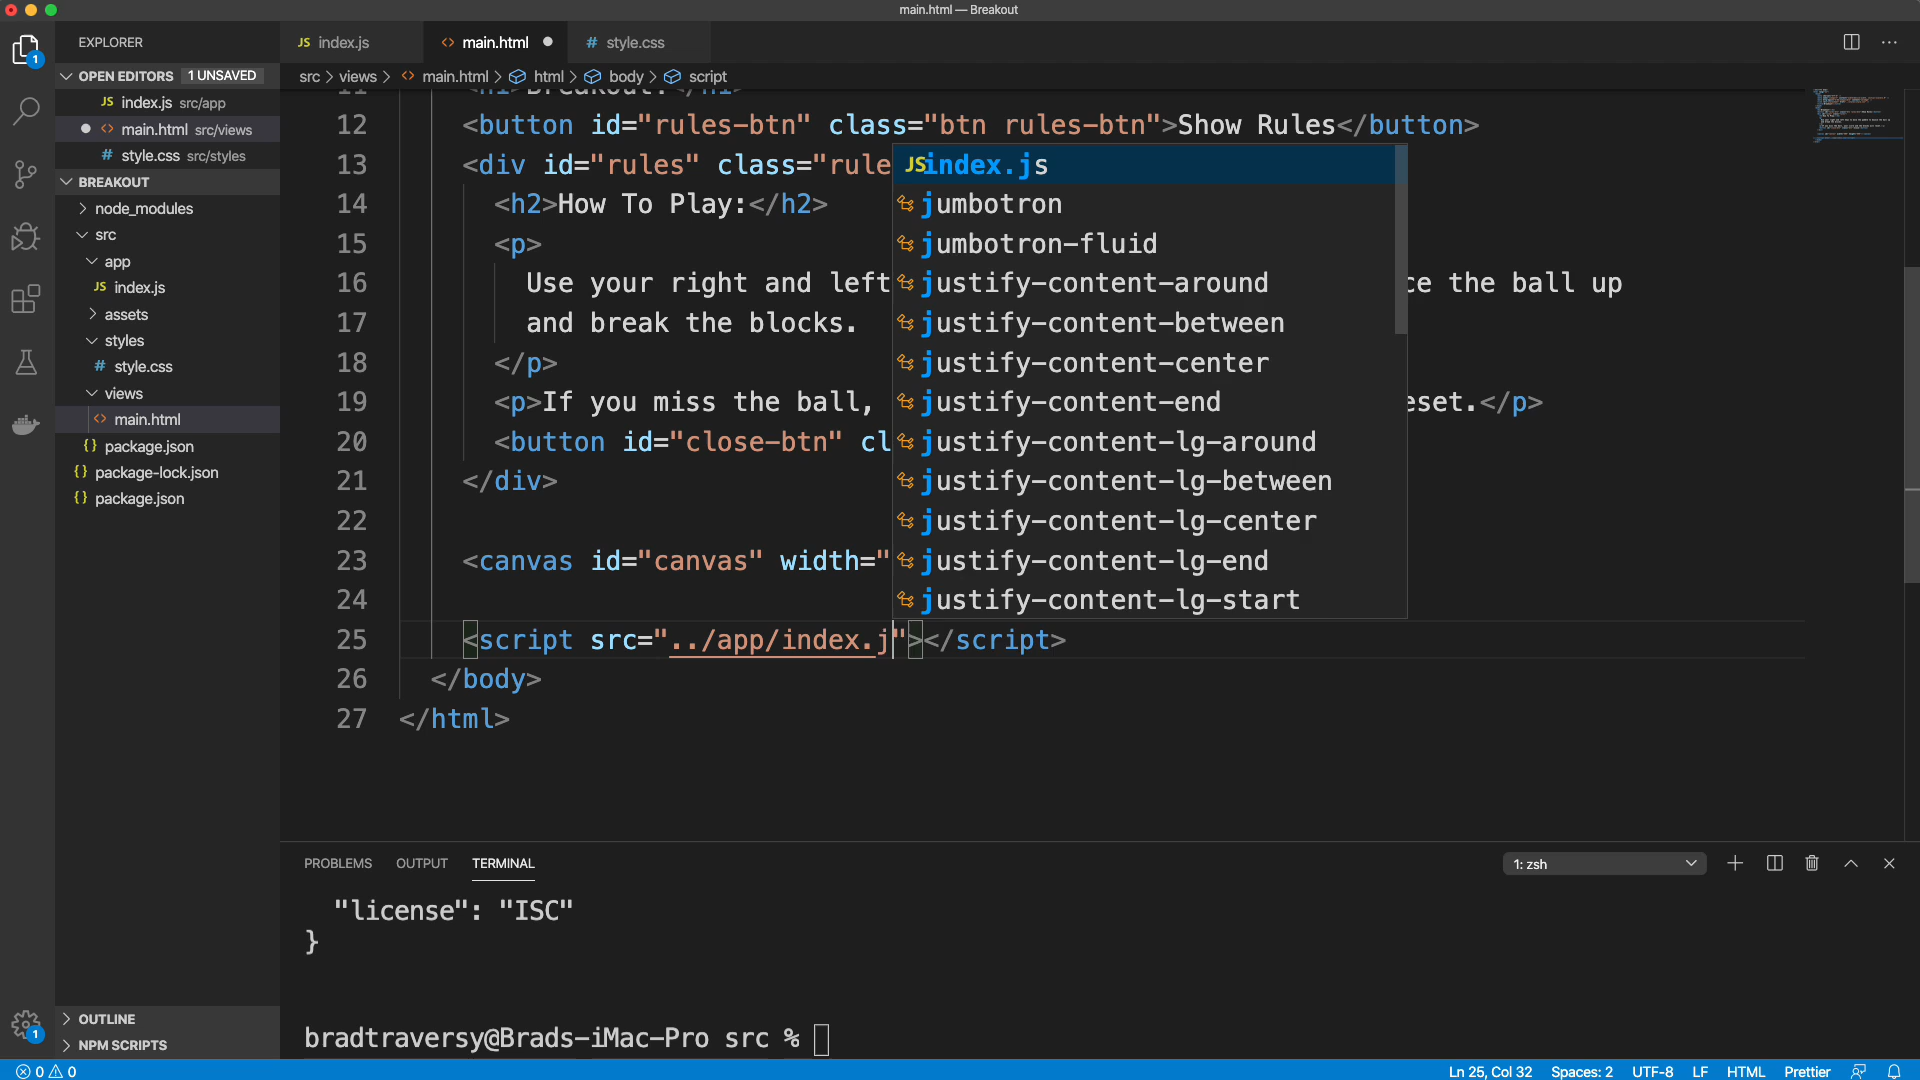 main.html — Breakout
EXPLORER
OPEN EDITORS 1 UNSAVED
JS index.js src/app
<> main.html src/views
# style.css src/styles
BREAKOUT
node_modules
src
app
JS index.js
assets
styles
# style.css
views
<> main.html
{} package.json
{} package-lock.json
{} package.json
OUTLINE
NPM SCRIPTS
1
1
JS index.js
<> main.html
# style.css
src > views > <> main.html > html > body > script
12 <button id="rules-btn" class="btn rules-btn">Show Rules</button>
13 <div id="rules" class="rule
14 <h2>How To Play:</h2>
15 <p>
16 Use your right and left ce the ball up
17 and break the blocks.
18 </p>
19 <p>If you miss the ball, eset.</p>
20 <button id="close-btn" cl
21 </div>
22
23 <canvas id="canvas" width="
24
25 <script src="../app/index.j"></script>
26 </body>
27 </html>
JS index.js
jumbotron
jumbotron-fluid
justify-content-around
justify-content-between
justify-content-center
justify-content-end
justify-content-lg-around
justify-content-lg-between
justify-content-lg-center
justify-content-lg-end
justify-content-lg-start
PROBLEMS OUTPUT TERMINAL
1: zsh
"license": "ISC"
}
bradtraversy@Brads-iMac-Pro src %
0 0
Ln 25, Col 32 Spaces: 2 UTF-8 LF HTML Prettier